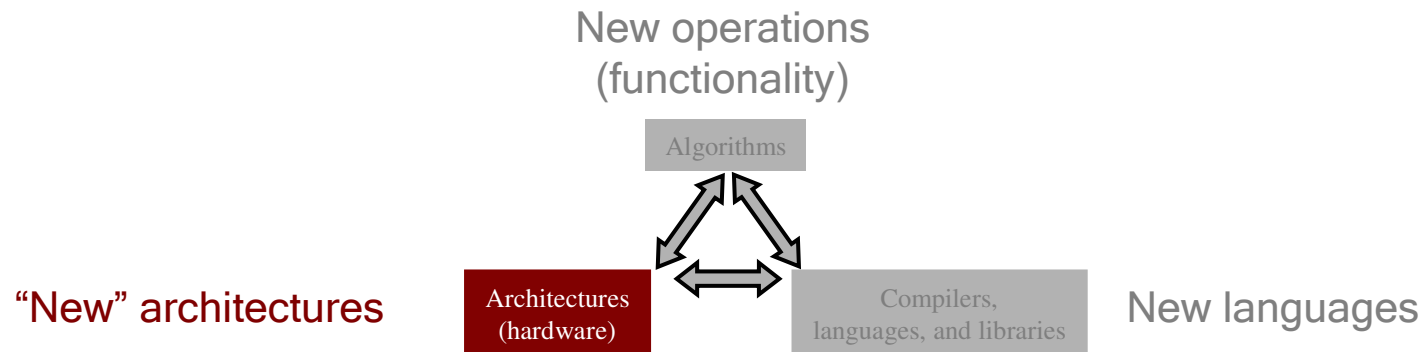 New operations
(functionality)
Algorithms
“New” architectures
Architectures
(hardware)
Compilers,
languages, and libraries
New languages